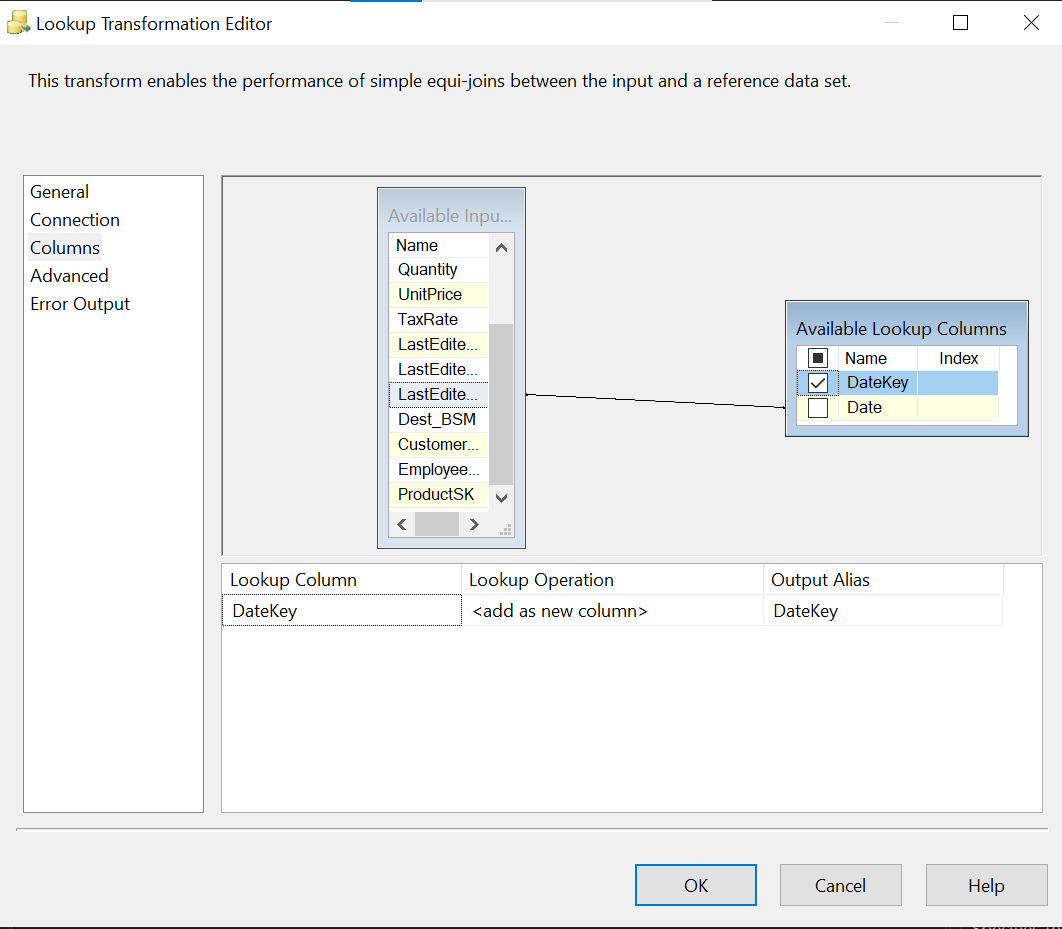 Lookup Transformation Editor
This transform enables the performance of simple equi-joins between the input and a reference data set.
General
Connection
Columns
Advanced
Error Output
Available Inpu...
Name
Quantity
UnitPrice
TaxRate
LastEdite...
LastEdite...
LastEdite...
Dest_BSM
Customer...
Employee...
ProductSK
Available Lookup Columns
Name Index
DateKey
Date
Lookup Column Lookup Operation Output Alias
DateKey <add as new column> DateKey
OK Cancel Help